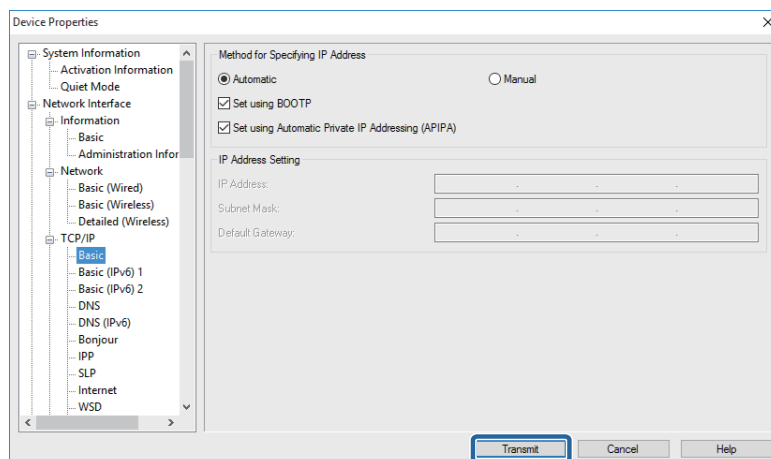 Device Properties
System Information
Activation Information
Quiet Mode
Network Interface
Information
Basic
Administration Infor
Network
Basic (Wired)
Basic (Wireless)
Detailed (Wireless)
TCP/IP
Basic
Basic (IPv6) 1
Basic (IPv6) 2
DNS
DNS (IPv6)
Bonjour
IPP
SLP
Internet
WSD
Method for Specifying IP Address
Automatic Manual
Set using BOOTP
Set using Automatic Private IP Addressing (APIPA)
IP Address Setting
IP Address: . . .
Subnet Mask: . . .
Default Gateway: . . .
Transmit Cancel Help